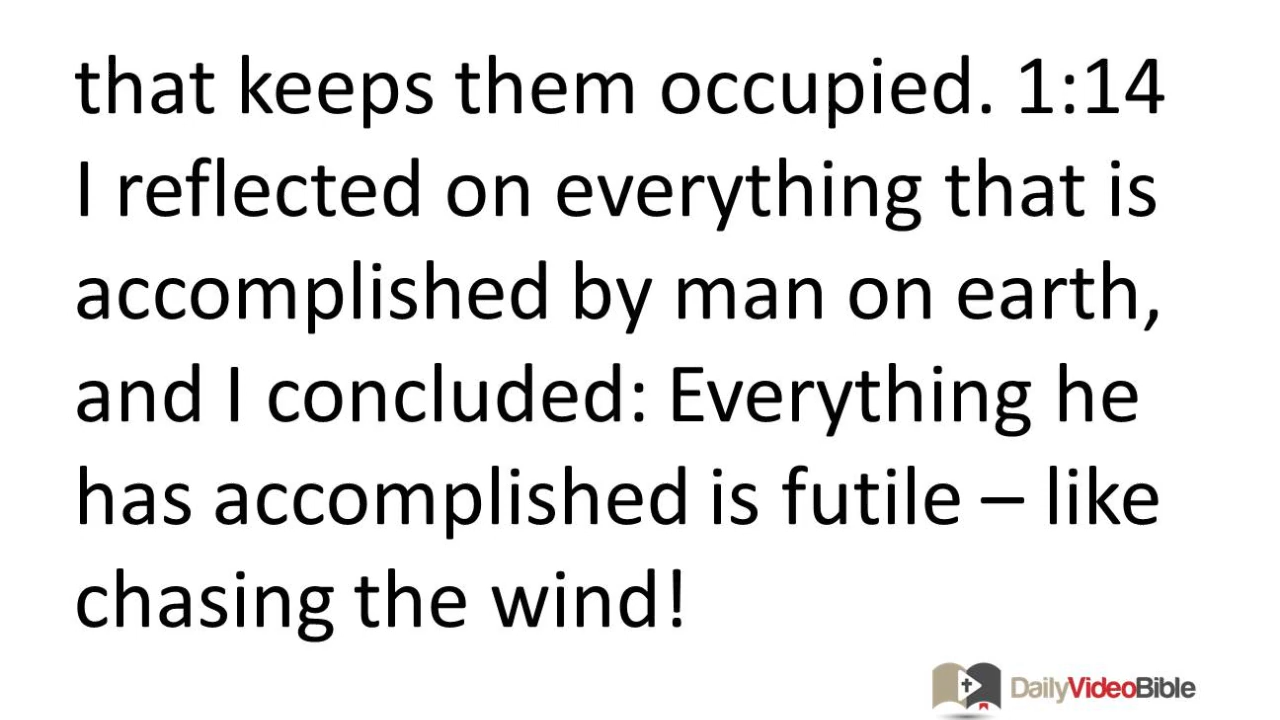 that keeps them occupied. 1:14
I reflected on everything that is
accomplished by man on earth,
and I concluded: Everything he
has accomplished is futile – like
chasing the wind!
DailyVideoBible